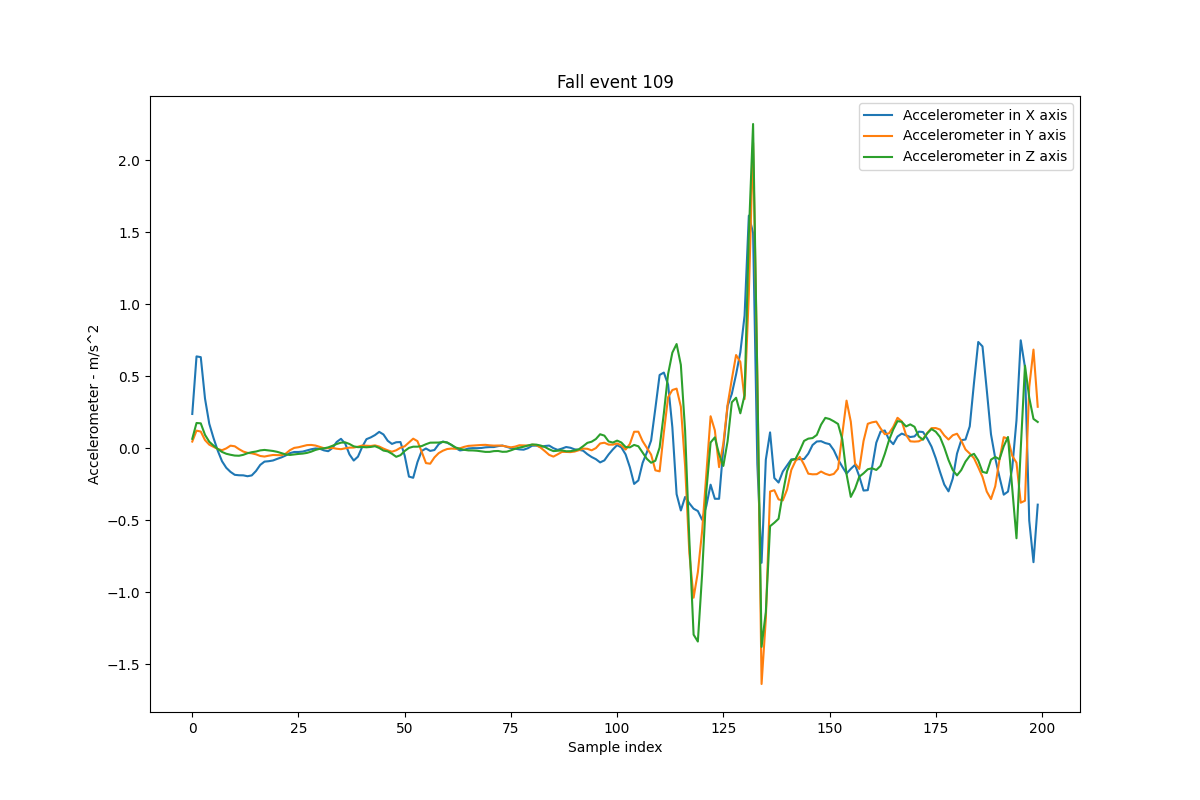 Fall event 109
Accelerometer in X axis
Accelerometer in Y axis
Accelerometer in Z axis
Accelerometer - m/s^2
2.0
1.5
1.0
0.5
0.0
−0.5
−1.0
−1.5
0 25 50 75 100 125 150 175 200
Sample index